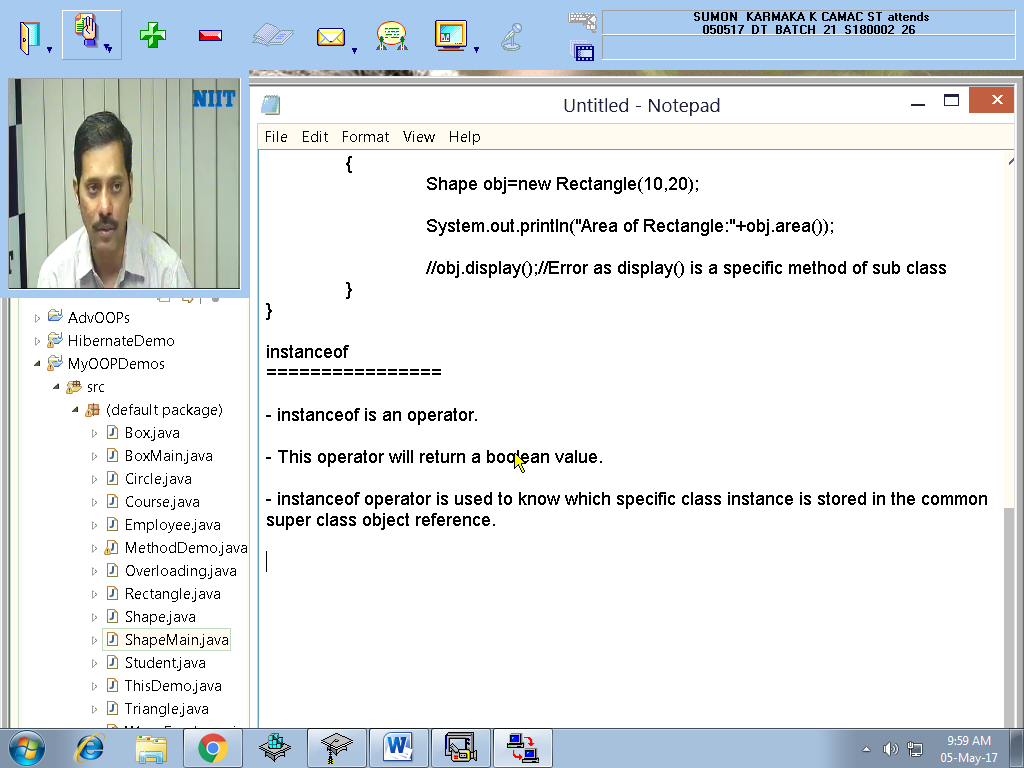 SUMON KARMAKA K CAMAC ST attends
050517 DT BATCH 21 S180002 26
NIIT
Untitled - Notepad
File Edit Format View Help
{
Shape obj=new Rectangle(10,20);
System.out.println("Area of Rectangle:"+obj.area());
//obj.display();//Error as display() is a specific method of sub class
}
}
instanceof
================
- instanceof is an operator.
- This operator will return a boolean value.
- instanceof operator is used to know which specific class instance is stored in the common
super class object reference.
AdvOOPs
HibernateDemo
MyOOPDemos
src
(default package)
Box.java
BoxMain.java
Circle.java
Course.java
Employee.java
MethodDemo.java
Overloading.java
Rectangle.java
Shape.java
ShapeMain.java
Student.java
ThisDemo.java
Triangle.java
9:59 AM
05-May-17